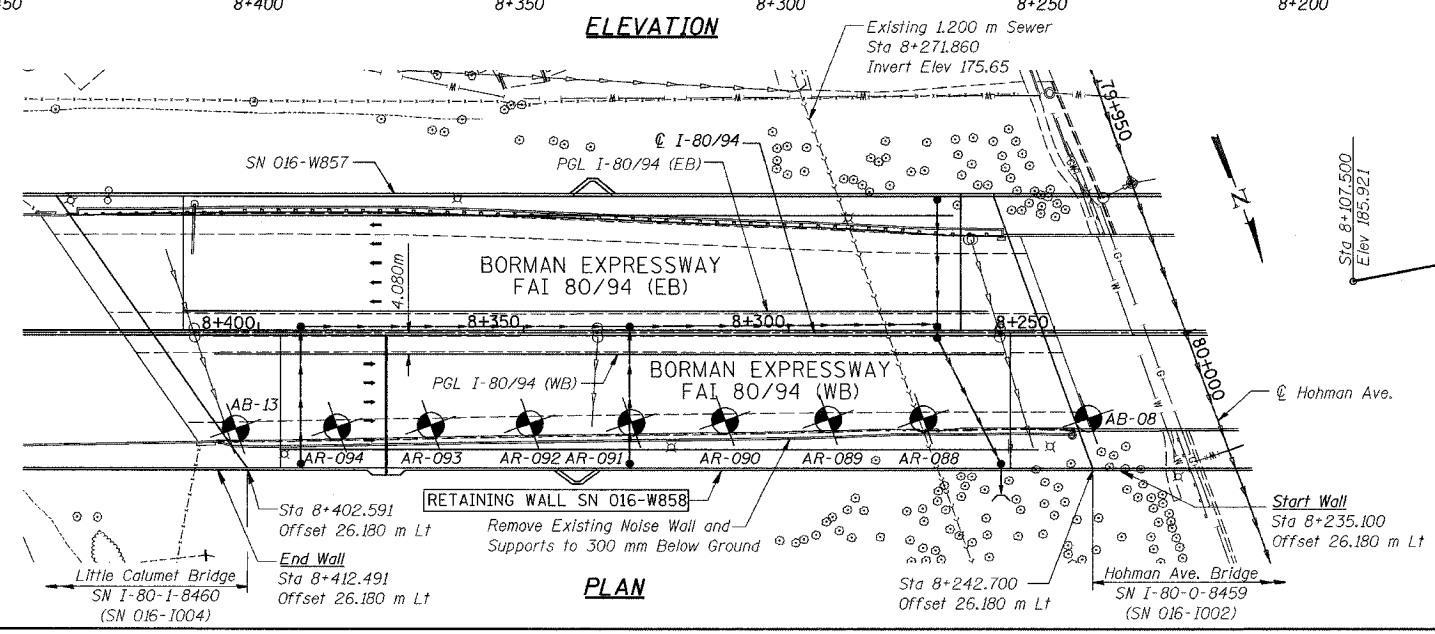 8+400
8+350
8+300
8+250
8+200
ELEVATION
Existing 1.200 m Sewer
Sta 8+271.860
Invert Elev 175.65
79+950
℄ I-80/94
SN 016-W857
PGL I-80/94 (EB)
N
Sta 8+107.500
Elev 185.921
BORMAN EXPRESSWAY
FAI 80/94 (EB)
4.080m
8+400
8+350
8+300
8+250
80+000
PGL I-80/94 (WB)
BORMAN EXPRESSWAY
FAI 80/94 (WB)
℄ Hohman Ave.
AB-13
AB-08
AR-094
AR-093
AR-092
AR-091
AR-090
AR-089
AR-088
RETAINING WALL SN 016-W858
Remove Existing Noise Wall and
Supports to 300 mm Below Ground
Sta 8+402.591
Offset 26.180 m Lt
Start Wall
Sta 8+235.100
Offset 26.180 m Lt
End Wall
Sta 8+412.491
Offset 26.180 m Lt
Little Calumet Bridge
SN I-80-1-8460
(SN 016-1004)
PLAN
Sta 8+242.700
Offset 26.180 m Lt
Hohman Ave. Bridge
SN I-80-0-8459
(SN 016-1002)